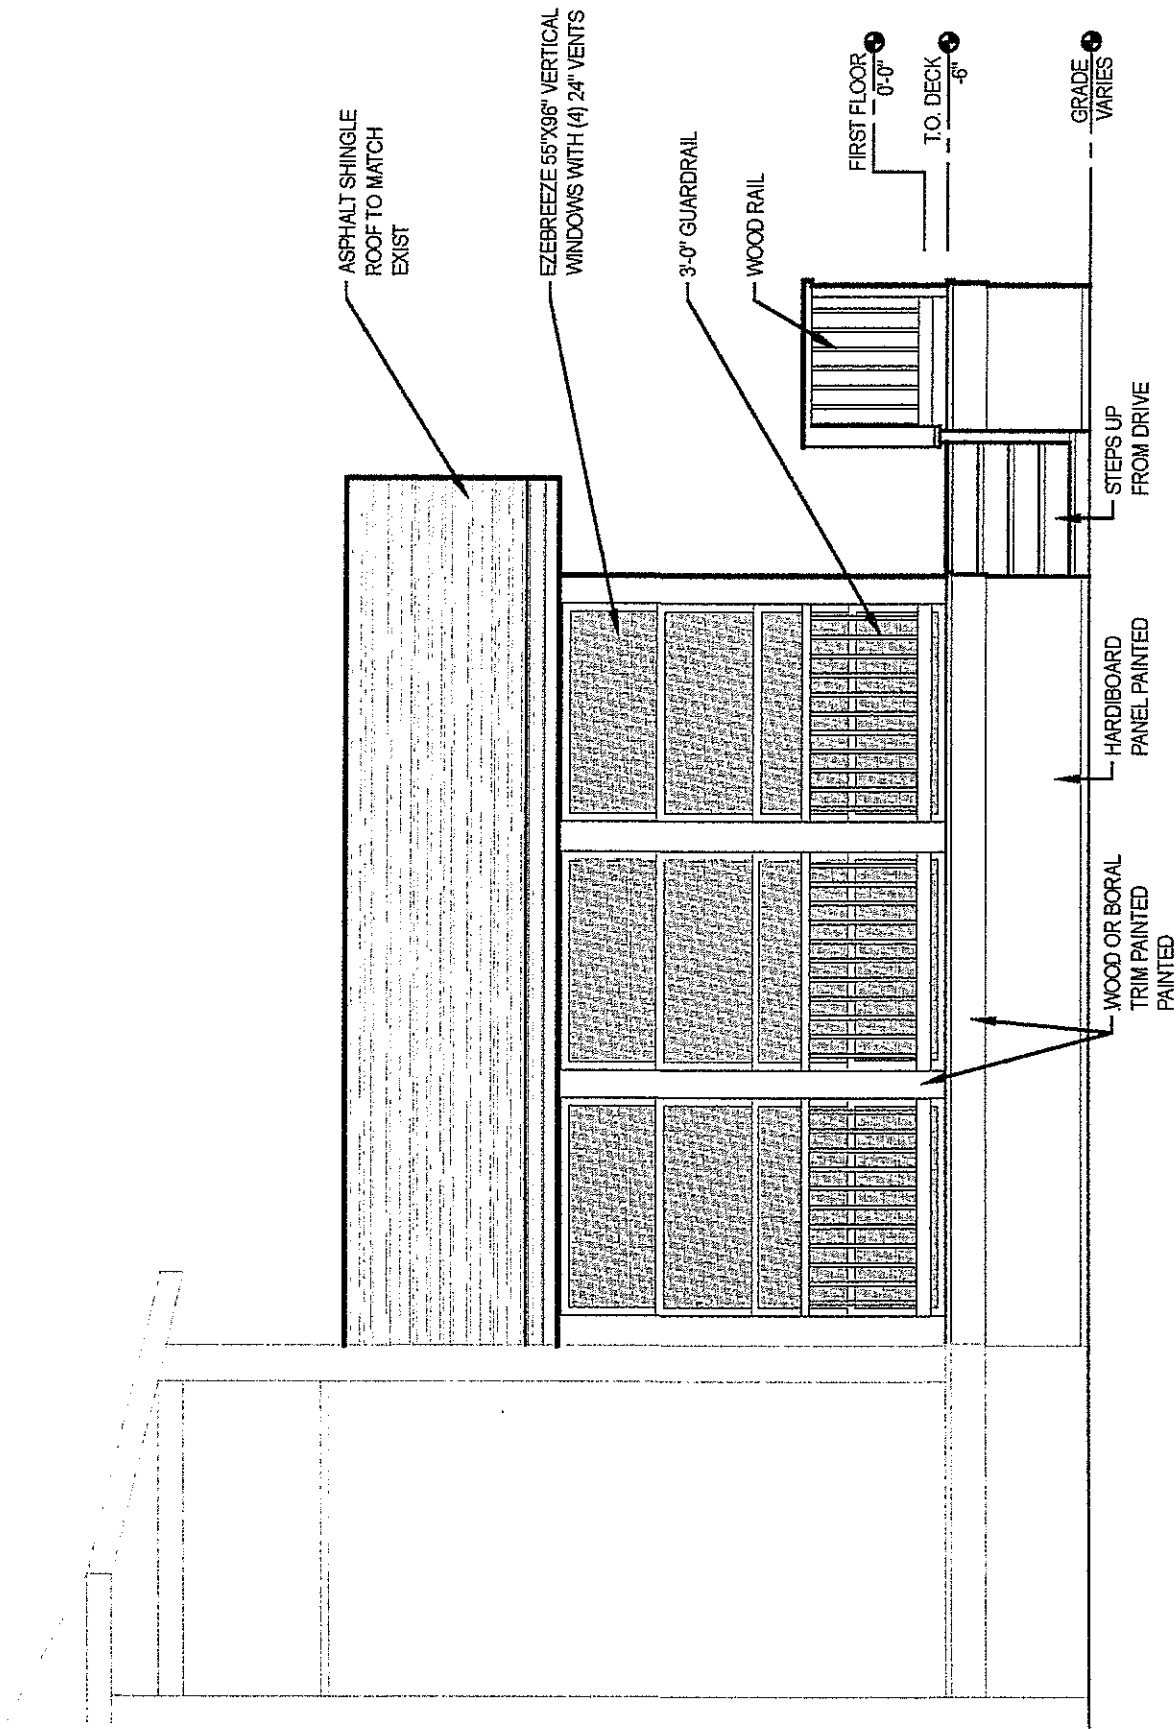 ASPHALT SHINGLE
ROOF TO MATCH
EXIST
EZEBREEZE 55"X96" VERTICAL
WINDOWS WITH (4) 24" VENTS
3'-0" GUARDRAIL
WOOD RAIL
FIRST FLOOR
0'-0"
T.O. DECK
-6"
GRADE
VARIES
STEPS UP
FROM DRIVE
HARDIBOARD
PANEL PAINTED
WOOD OR BORAL
TRIM PAINTED
PAINTED